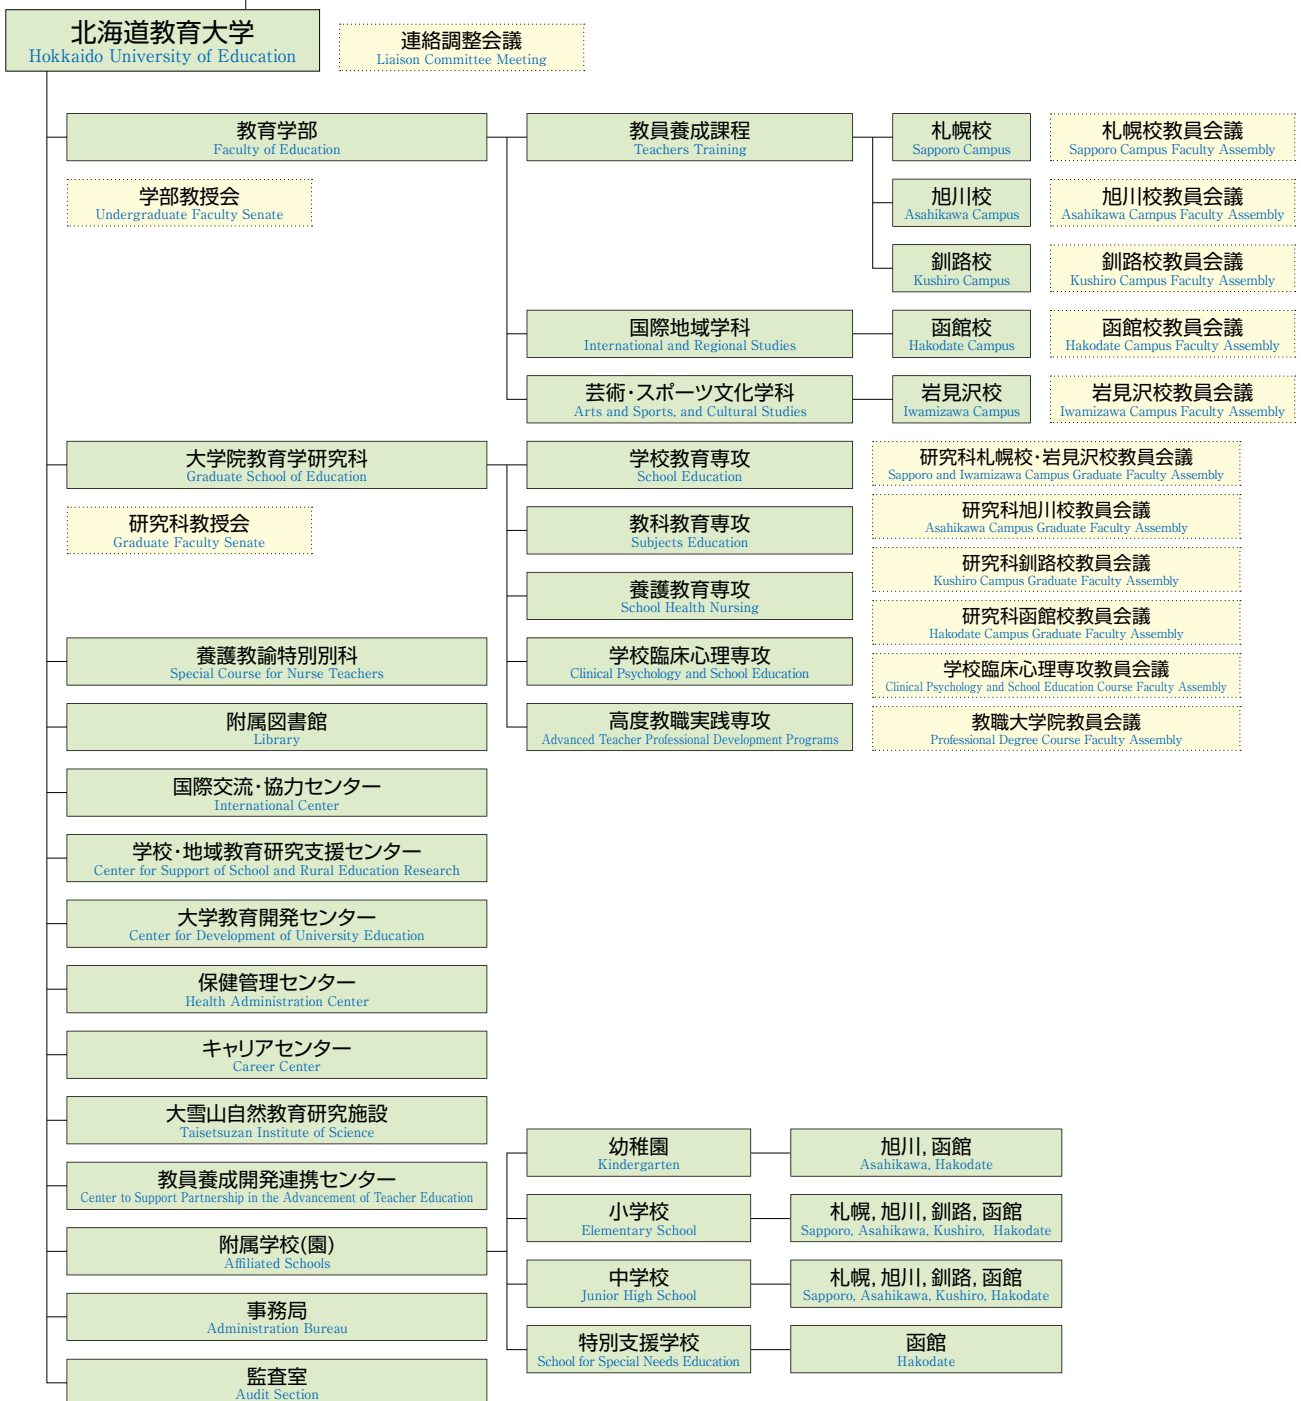 北海道教育大学
Hokkaido University of Education
連絡調整会議
Liaison Committee Meeting
教育学部
Faculty of Education
教員養成課程
Teachers Training
札幌校
Sapporo Campus
札幌校教員会議
Sapporo Campus Faculty Assembly
学部教授会
Undergraduate Faculty Senate
旭川校
Asahikawa Campus
旭川校教員会議
Asahikawa Campus Faculty Assembly
釧路校
Kushiro Campus
釧路校教員会議
Kushiro Campus Faculty Assembly
国際地域学科
International and Regional Studies
函館校
Hakodate Campus
函館校教員会議
Hakodate Campus Faculty Assembly
芸術・スポーツ文化学科
Arts and Sports, and Cultural Studies
岩見沢校
Iwamizawa Campus
岩見沢校教員会議
Iwamizawa Campus Faculty Assembly
大学院教育学研究科
Graduate School of Education
学校教育専攻
School Education
研究科札幌校・岩見沢校教員会議
Sapporo and Iwamizawa Campus Graduate Faculty Assembly
研究科教授会
Graduate Faculty Senate
教科教育専攻
Subjects Education
研究科旭川校教員会議
Asahikawa Campus Graduate Faculty Assembly
研究科釧路校教員会議
Kushiro Campus Graduate Faculty Assembly
養護教育専攻
School Health Nursing
研究科函館校教員会議
Hakodate Campus Graduate Faculty Assembly
養護教諭特別別科
Special Course for Nurse Teachers
学校臨床心理専攻
Clinical Psychology and School Education
学校臨床心理専攻教員会議
Clinical Psychology and School Education Course Faculty Assembly
附属図書館
Library
高度教職実践専攻
Advanced Teacher Professional Development Programs
教職大学院教員会議
Professional Degree Course Faculty Assembly
国際交流・協力センター
International Center
学校・地域教育研究支援センター
Center for Support of School and Rural Education Research
大学教育開発センター
Center for Development of University Education
保健管理センター
Health Administration Center
キャリアセンター
Career Center
大雪山自然教育研究施設
Taisetsuzan Institute of Science
教員養成開発連携センター
Center to Support Partnership in the Advancement of Teacher Education
附属学校(園)
Affiliated Schools
幼稚園
Kindergarten
旭川, 函館
Asahikawa, Hakodate
小学校
Elementary School
札幌, 旭川, 釧路, 函館
Sapporo, Asahikawa, Kushiro, Hakodate
中学校
Junior High School
札幌, 旭川, 釧路, 函館
Sapporo, Asahikawa, Kushiro, Hakodate
特別支援学校
School for Special Needs Education
函館
Hakodate
事務局
Administration Bureau
監査室
Audit Section